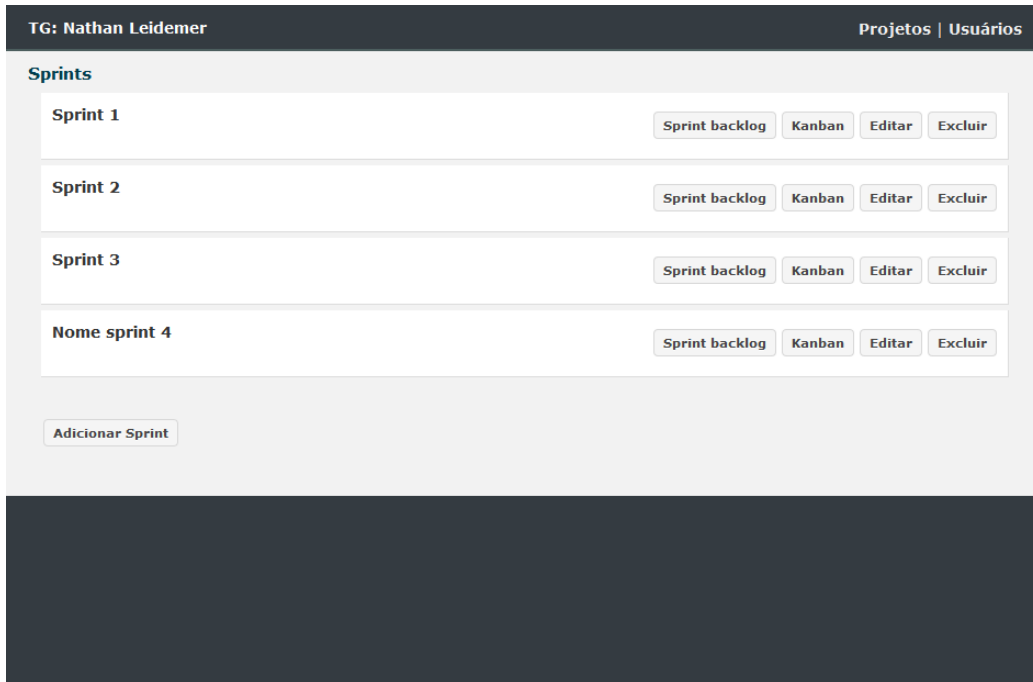 TG: Nathan Leidemer Projetos | Usuários
Sprints
Sprint 1 Sprint backlog Kanban Editar Excluir
Sprint 2 Sprint backlog Kanban Editar Excluir
Sprint 3 Sprint backlog Kanban Editar Excluir
Nome sprint 4 Sprint backlog Kanban Editar Excluir
Adicionar Sprint